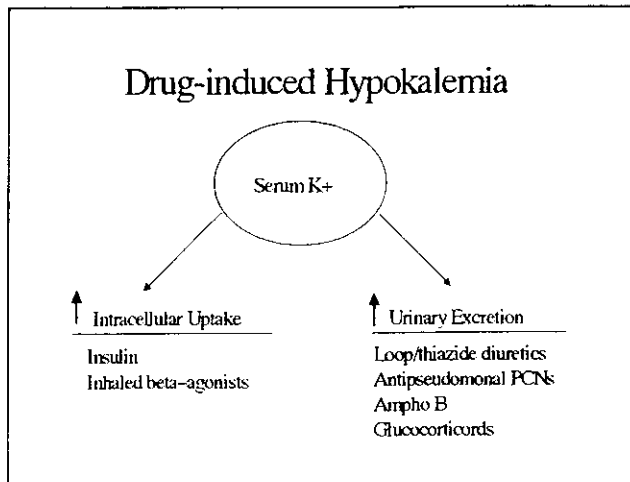 Drug-induced Hypokalemia
Serum K+
↑ Intracellular Uptake
Insulin
Inhaled beta-agonists
↑ Urinary Excretion
Loop/thiazide diuretics
Antipseudomonal PCNs
Ampho B
Glucocorticords